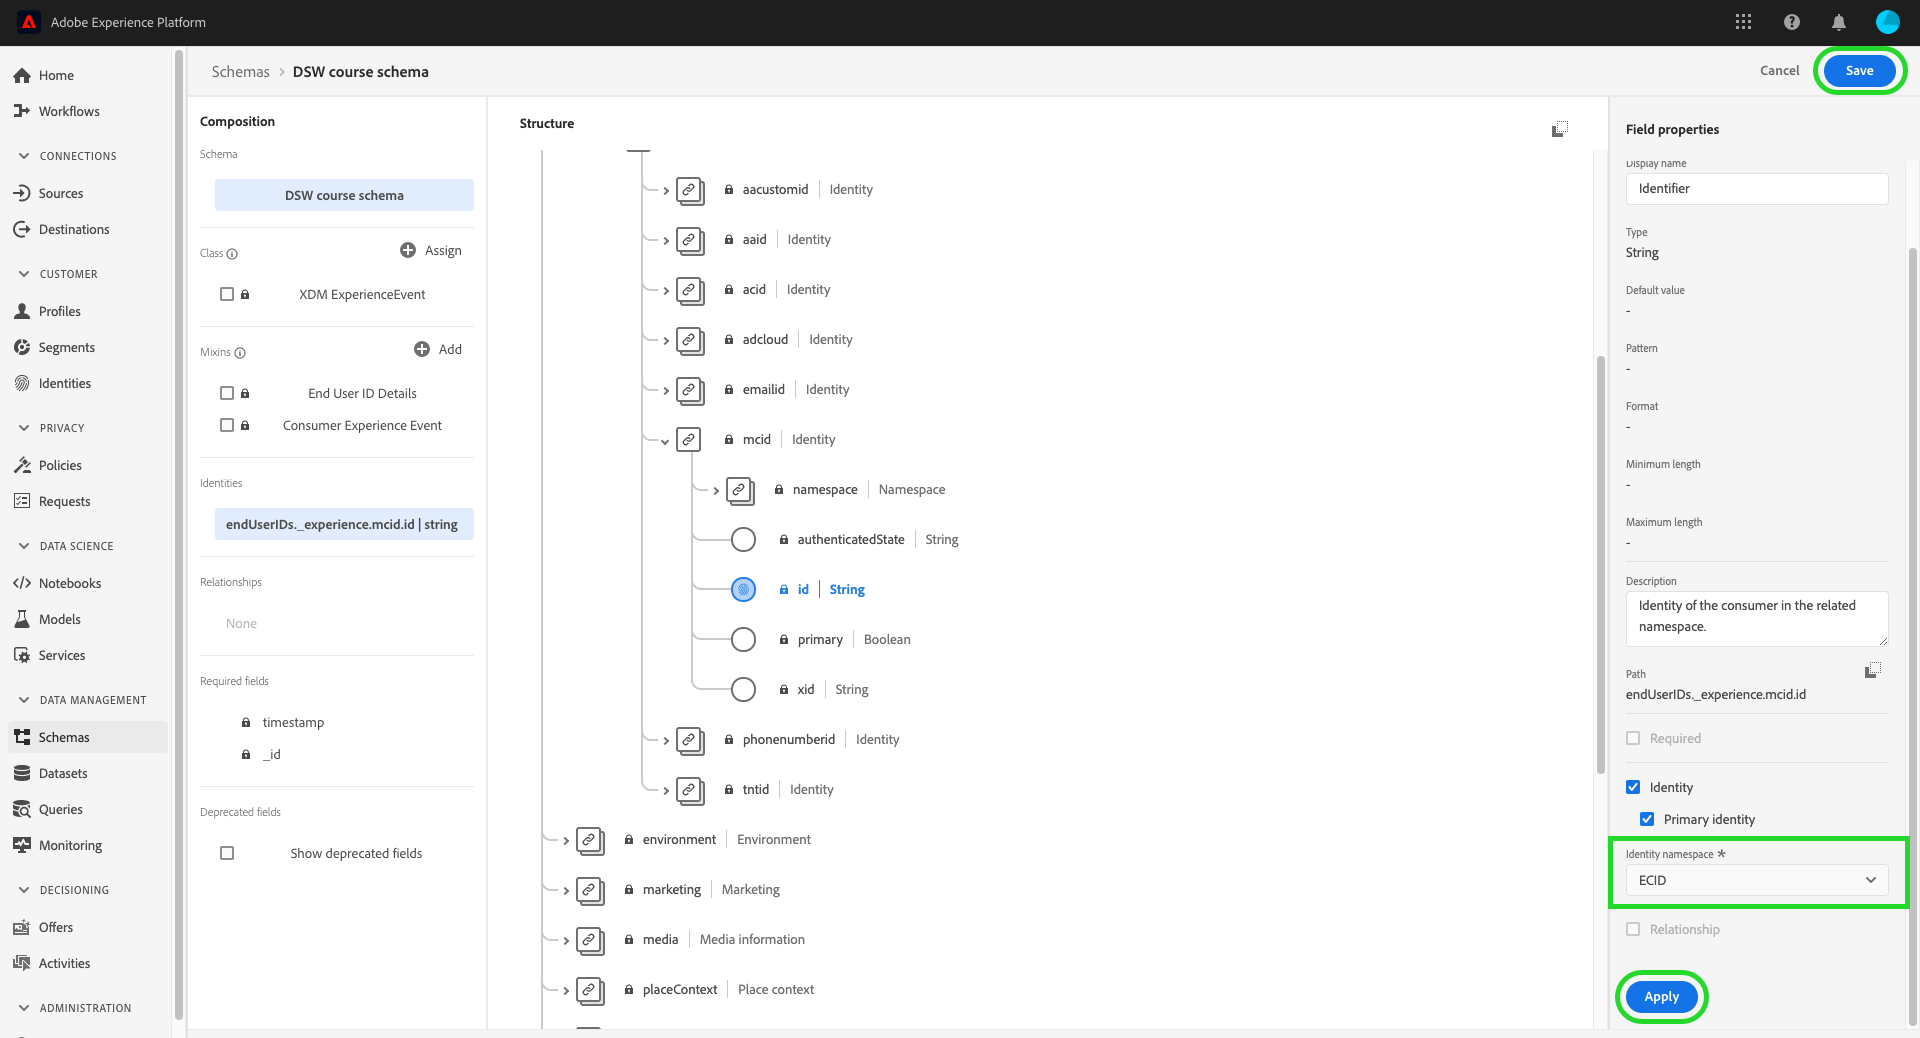 Adobe Experience Platform
Home
Workflows
CONNECTIONS
Sources
Destinations
CUSTOMER
Profiles
Segments
Identities
PRIVACY
Policies
Requests
DATA SCIENCE
Notebooks
Models
Services
DATA MANAGEMENT
Schemas
Datasets
Queries
Monitoring
DECISIONING
Offers
Activities
ADMINISTRATION
Schemas > DSW course schema
Cancel
Save
Composition
Schema
DSW course schema
Class
Assign
XDM ExperienceEvent
Mixins
Add
End User ID Details
Consumer Experience Event
Identities
endUserIDs._experience.mcid.id | string
Relationships
None
Required fields
timestamp
_id
Deprecated fields
Show deprecated fields
Structure
aacustomid | Identity
aaid | Identity
acid | Identity
adcloud | Identity
emailid | Identity
mcid | Identity
namespace | Namespace
authenticatedState | String
id | String
primary | Boolean
xid | String
phonenumberid | Identity
tntid | Identity
environment | Environment
marketing | Marketing
media | Media information
placeContext | Place context
Field properties
Display name
Identifier
Type
String
Default value
-
Pattern
-
Format
-
Minimum length
-
Maximum length
-
Description
Identity of the consumer in the related
namespace.
Path
endUserIDs._experience.mcid.id
Required
Identity
Primary identity
Identity namespace *
ECID
Relationship
Apply